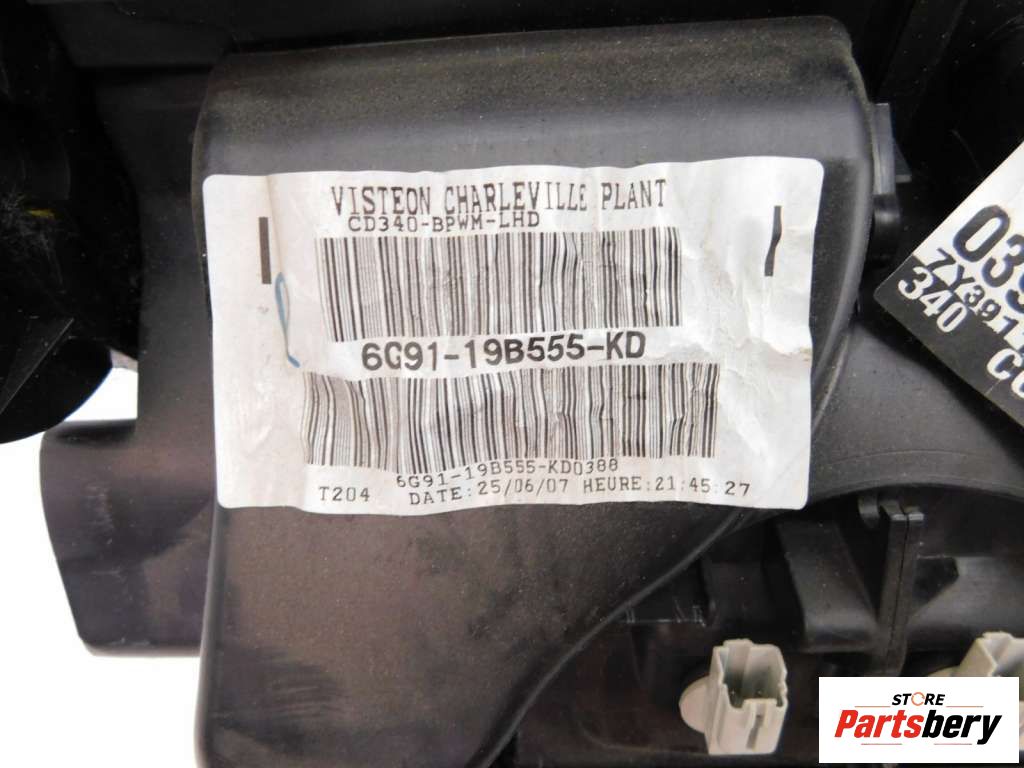 VISTEON CHARLEVILLE PLANT
CD340-BPWM-LHD
6G91-19B555-KD
6G91-19B555-KD0388
T204 DATE:25/06/07 HEURE:21:45:27
340
STORE
Partsbery